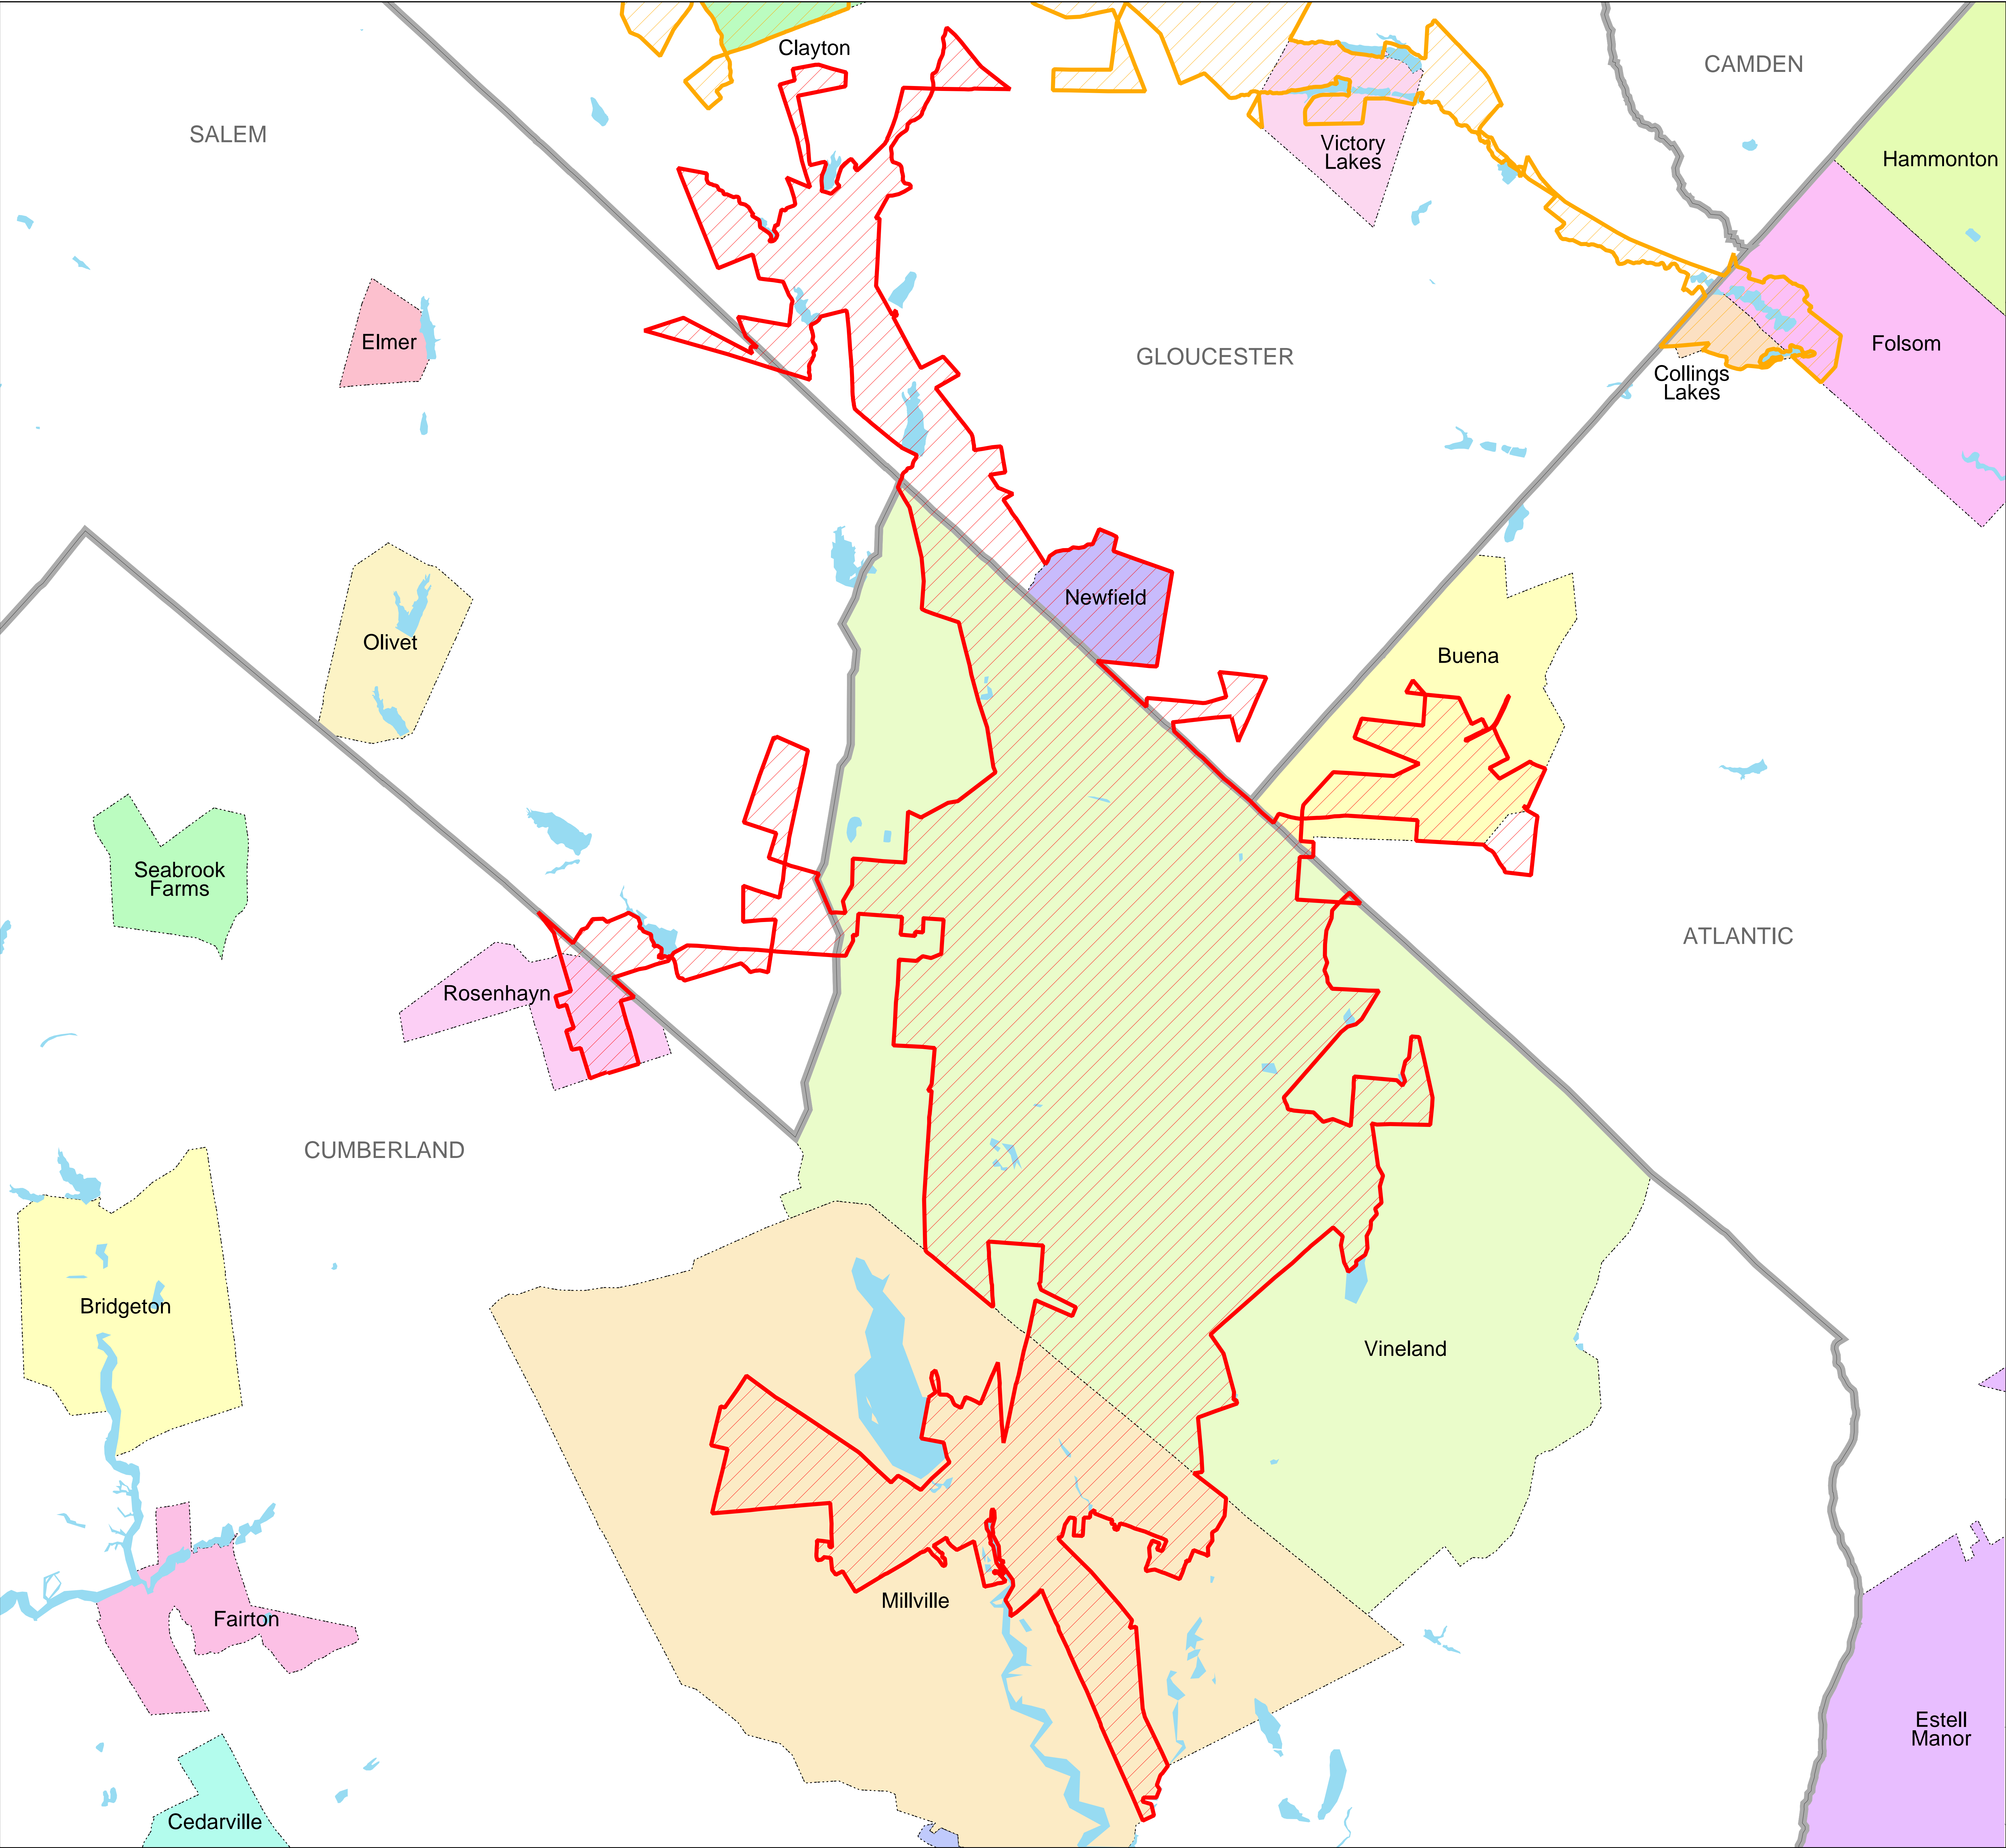 Clayton
CAMDEN
SALEM
Victory
Lakes
Hammonton
Elmer
GLOUCESTER
Folsom
Collings
Lakes
Newfield
Olivet
Buena
Seabrook
Farms
ATLANTIC
Rosenhayn
CUMBERLAND
Bridgeton
Vineland
Millville
Fairton
Estell
Manor
Cedarville